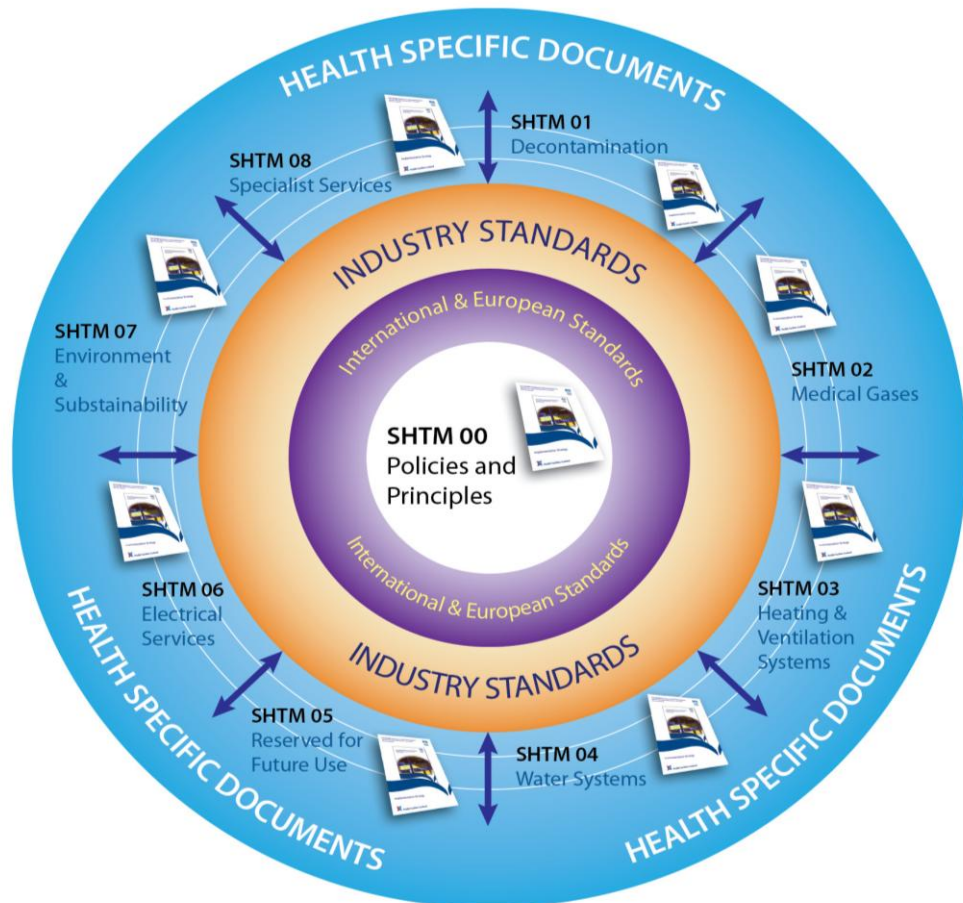 HEALTH SPECIFIC DOCUMENTS
SHTM 01
Decontamination
SHTM 08
Specialist Services
INDUSTRY STANDARDS
International & European Standards
SHTM 07
Environment
&
Substainability
SHTM 02
Medical Gases
SHTM 00
Policies and
Principles
International & European Standards
INDUSTRY STANDARDS
SHTM 06
Electrical
Services
SHTM 03
Heating &
Ventilation
Systems
SHTM 05
Reserved for
Future Use
SHTM 04
Water Systems
HEALTH SPECIFIC DOCUMENTS
HEALTH SPECIFIC DOCUMENTS